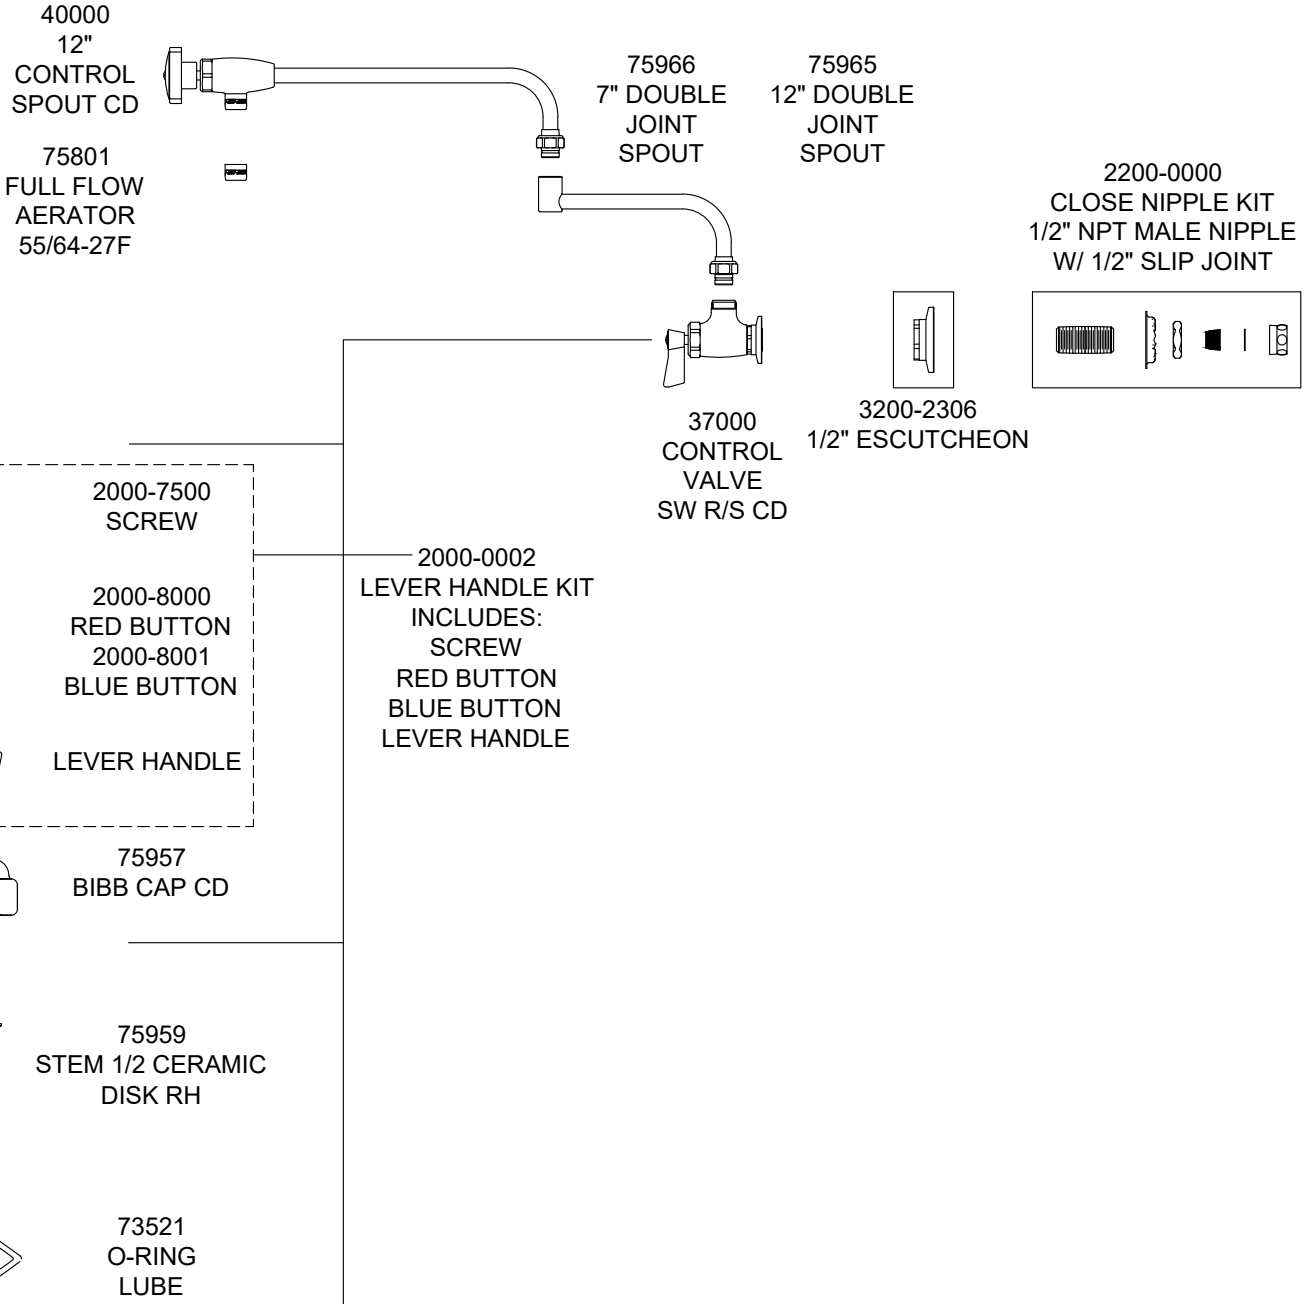 40000
12"
CONTROL
SPOUT CD
75801
FULL FLOW
AERATOR
55/64-27F
75966
7" DOUBLE
JOINT
SPOUT
75965
12" DOUBLE
JOINT
SPOUT
2200-0000
CLOSE NIPPLE KIT
1/2" NPT MALE NIPPLE
W/ 1/2" SLIP JOINT
37000
CONTROL
VALVE
SW R/S CD
3200-2306
1/2" ESCUTCHEON
2000-7500
SCREW
2000-8000
RED BUTTON
2000-8001
BLUE BUTTON
LEVER HANDLE
2000-0002
LEVER HANDLE KIT
INCLUDES:
SCREW
RED BUTTON
BLUE BUTTON
LEVER HANDLE
75957
BIBB CAP CD
75959
STEM 1/2 CERAMIC
DISK RH
73521
O-RING
LUBE